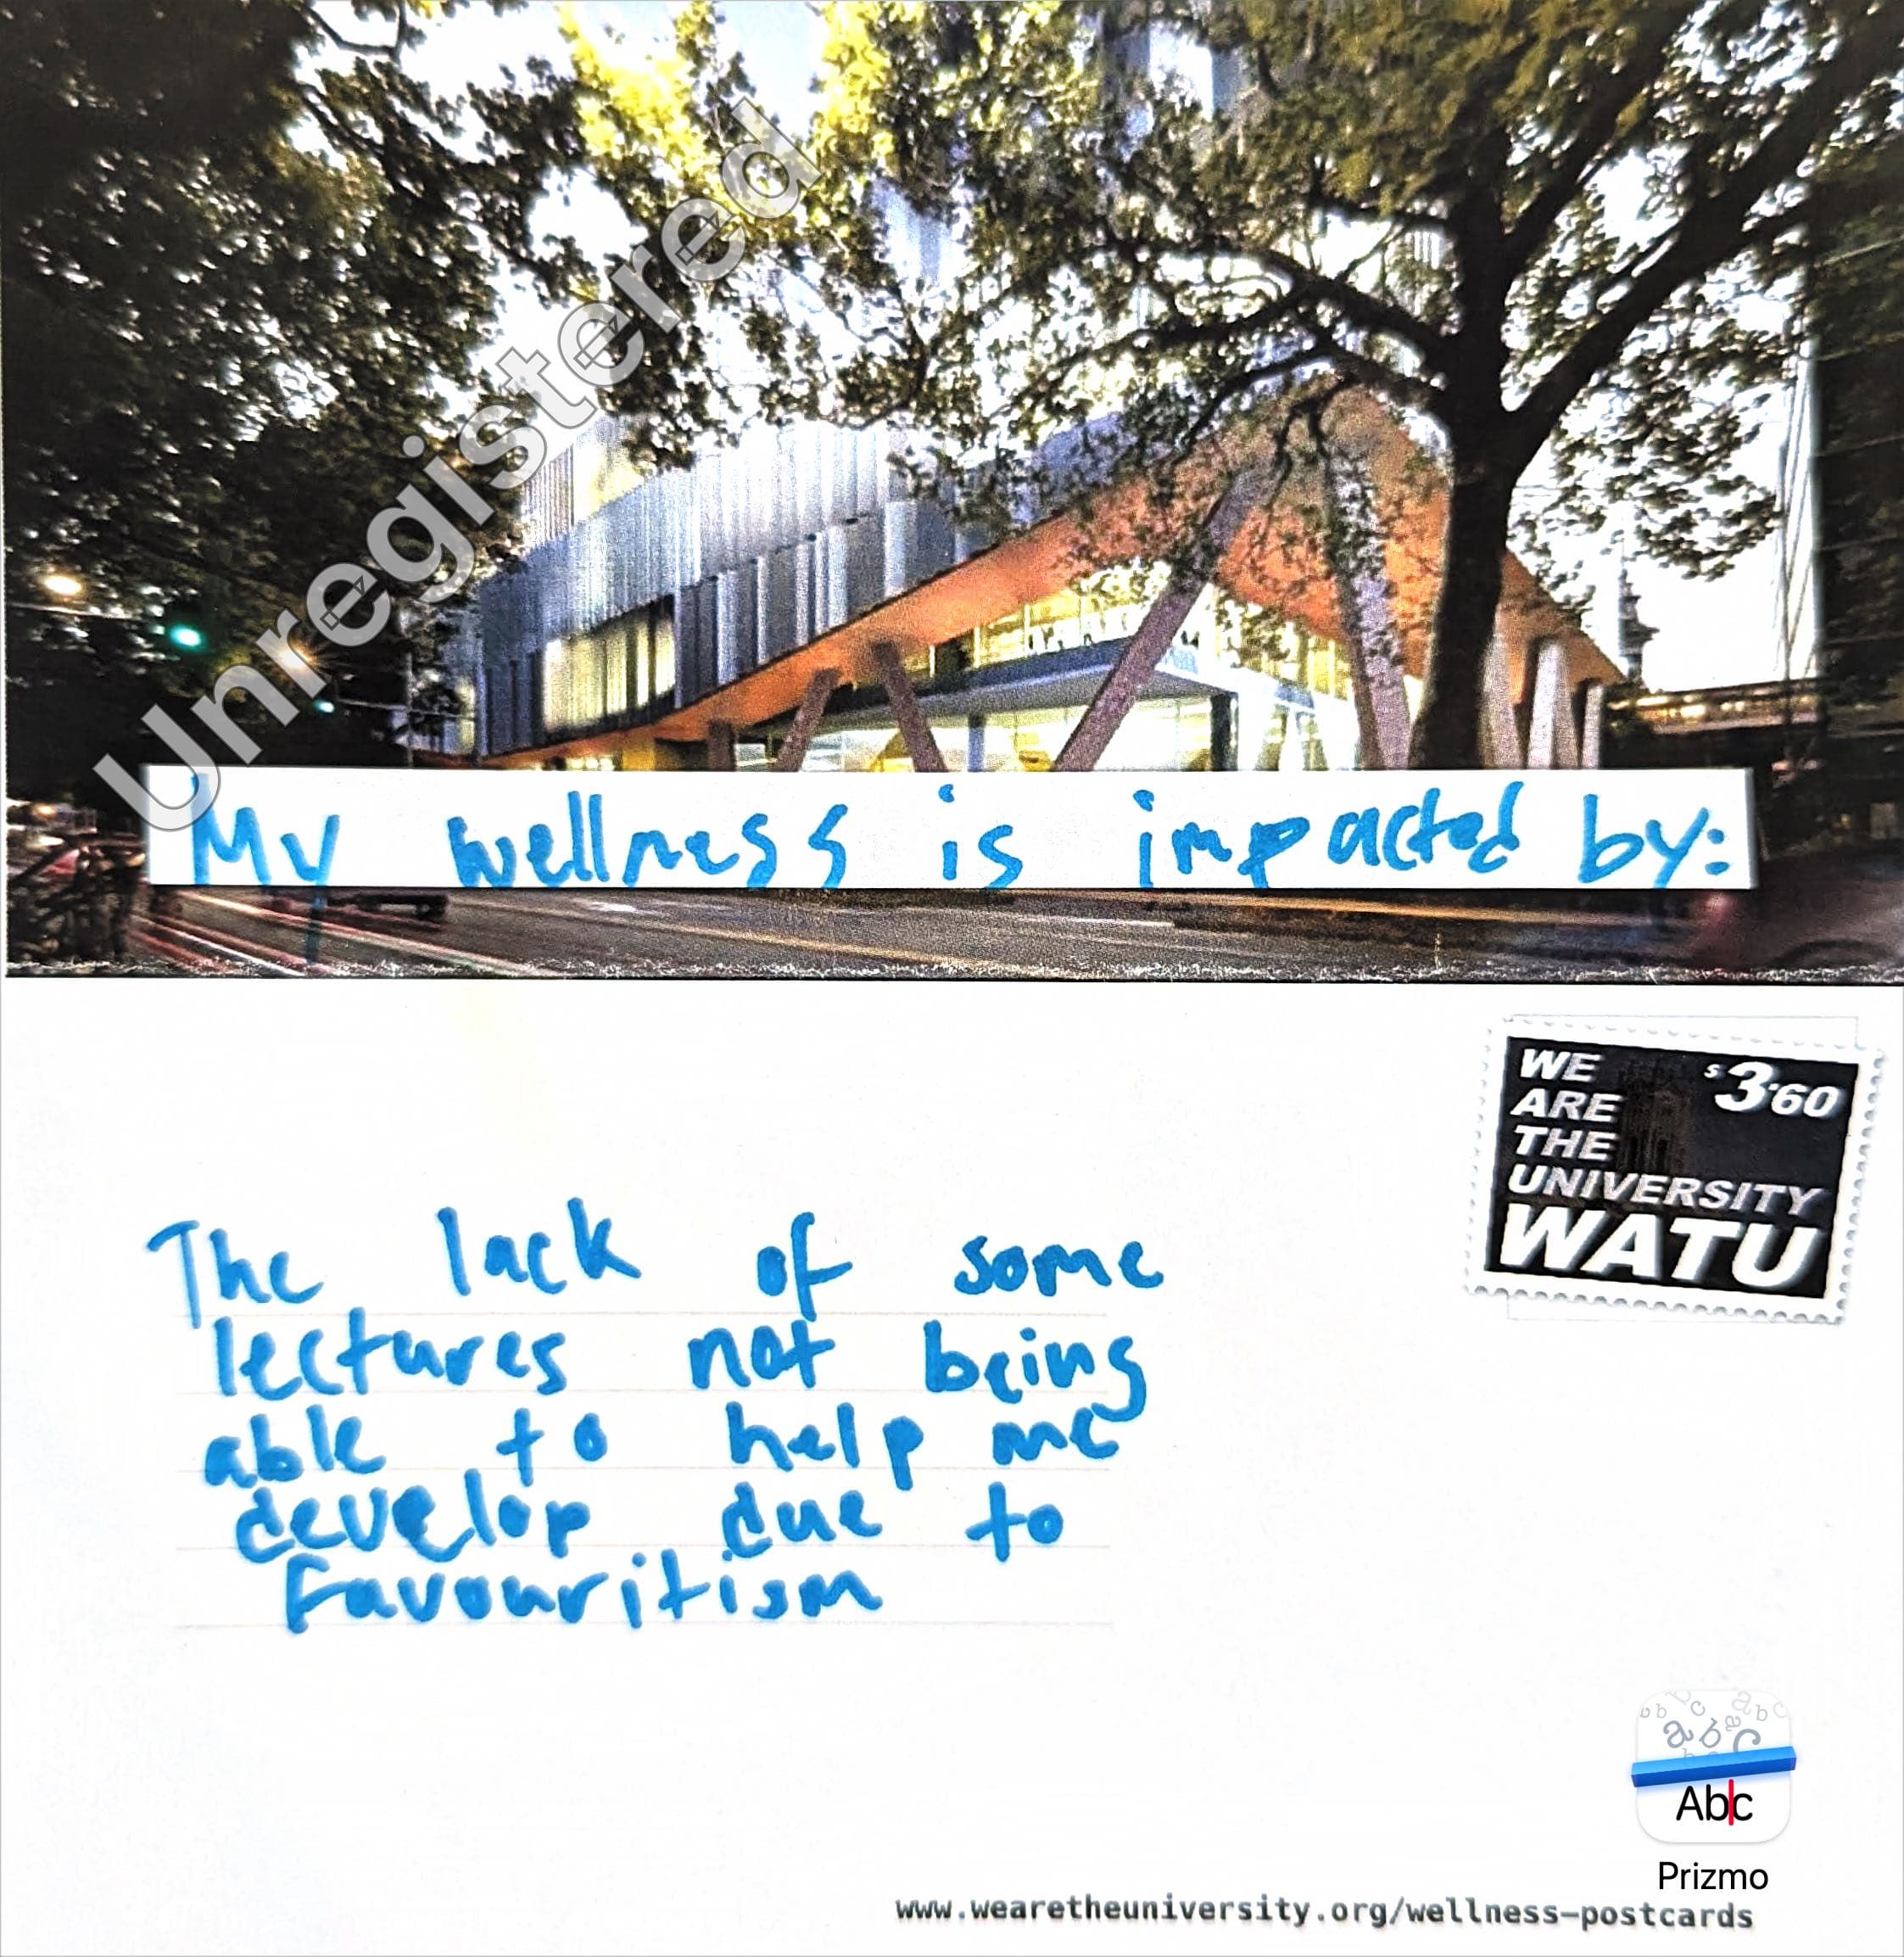 Unregistered
My wellness is impacted by:
WE
ARE
THE
UNIVERSITY
WATU
$3.60
The lack of some
lectures not being
able to help me
develop due to
Favouritism
Abc
Prizmo
www.wearetheuniversity.org/wellness-postcards